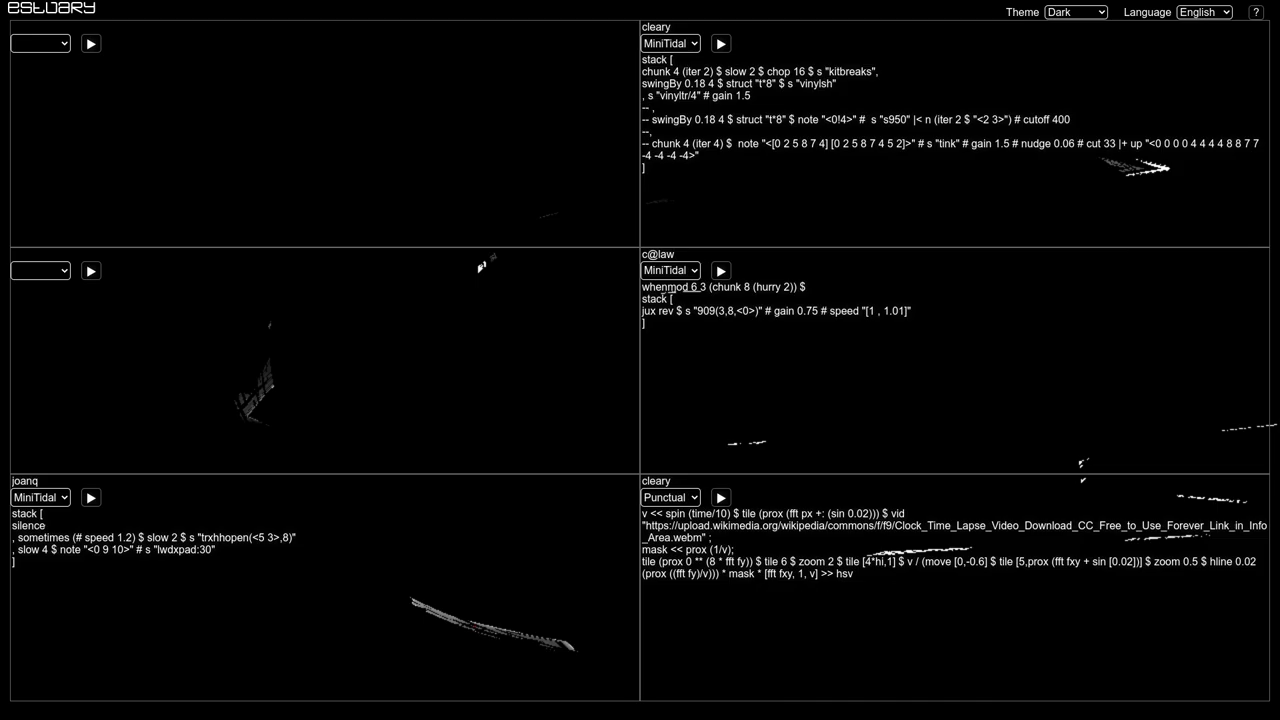 estuary
Theme Dark Language English ?
cleary
MiniTidal
stack [
chunk 4 (iter 2) $ slow 2 $ chop 16 $ s "kitbreaks",
swingBy 0.18 4 $ struct "t*8" $ s "vinylsh"
, s "vinyltr/4" # gain 1.5
-- ,
-- swingBy 0.18 4 $ struct "t*8" $ note "<0!4>" # s "s950" |< n (iter 2 $ "<2 3>") # cutoff 400
--,
-- chunk 4 (iter 4) $ note "<[0 2 5 8 7 4] [0 2 5 8 7 4 5 2]>" # s "tink" # gain 1.5 # nudge 0.06 # cut 33 |+ up "<0 0 0 0 4 4 4 4 8 8 7 7
-4 -4 -4 -4>"
]
c@law
MiniTidal
whenmod 6 3 (chunk 8 (hurry 2)) $
stack [
jux rev $ s "909(3,8,<0>)" # gain 0.75 # speed "[1 , 1.01]"
]
joanq
MiniTidal
stack [
silence
, sometimes (# speed 1.2) $ slow 2 $ s "trxhhopen(<5 3>,8)"
, slow 4 $ note "<0 9 10>" # s "lwdxpad:30"
]
cleary
Punctual
v << spin (time/10) $ tile (prox (fft px +: (sin 0.02))) $ vid
"https://upload.wikimedia.org/wikipedia/commons/f/f9/Clock_Time_Lapse_Video_Download_CC_Free_to_Use_Forever_Link_in_Info
_Area.webm" ;
mask << prox (1/v);
tile (prox 0 ** (8 * fft fy)) $ tile 6 $ zoom 2 $ tile [4*hi,1] $ v / (move [0,-0.6] $ tile [5,prox (fft fxy + sin [0.02])] $ zoom 0.5 $ hline 0.02
(prox ((fft fy)/v))) * mask * [fft fxy, 1, v] >> hsv